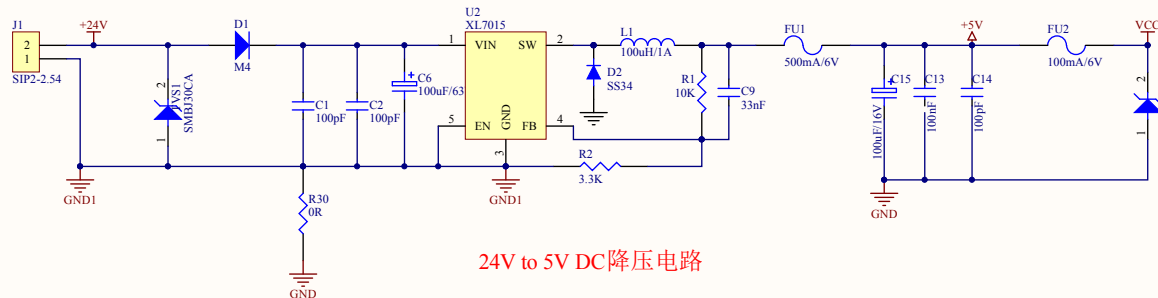 J1
2
1
SIP2-2.54
+24V
TVS1
SMBJ30CA
2
1
D1
M4
C1
100pF
C2
100pF
C6
100uF/63
U2
XL7015
1
VIN
SW
2
5
EN
GND
FB
4
3
D2
SS34
L1
100uH/1A
R1
10K
C9
33nF
R2
3.3K
FU1
500mA/6V
C15
100uF/16V
C13
100nF
C14
100pF
+5V
FU2
100mA/6V
VCC
2
1
GND1
R30
0R
GND
GND1
GND
24V to 5V DC降压电路